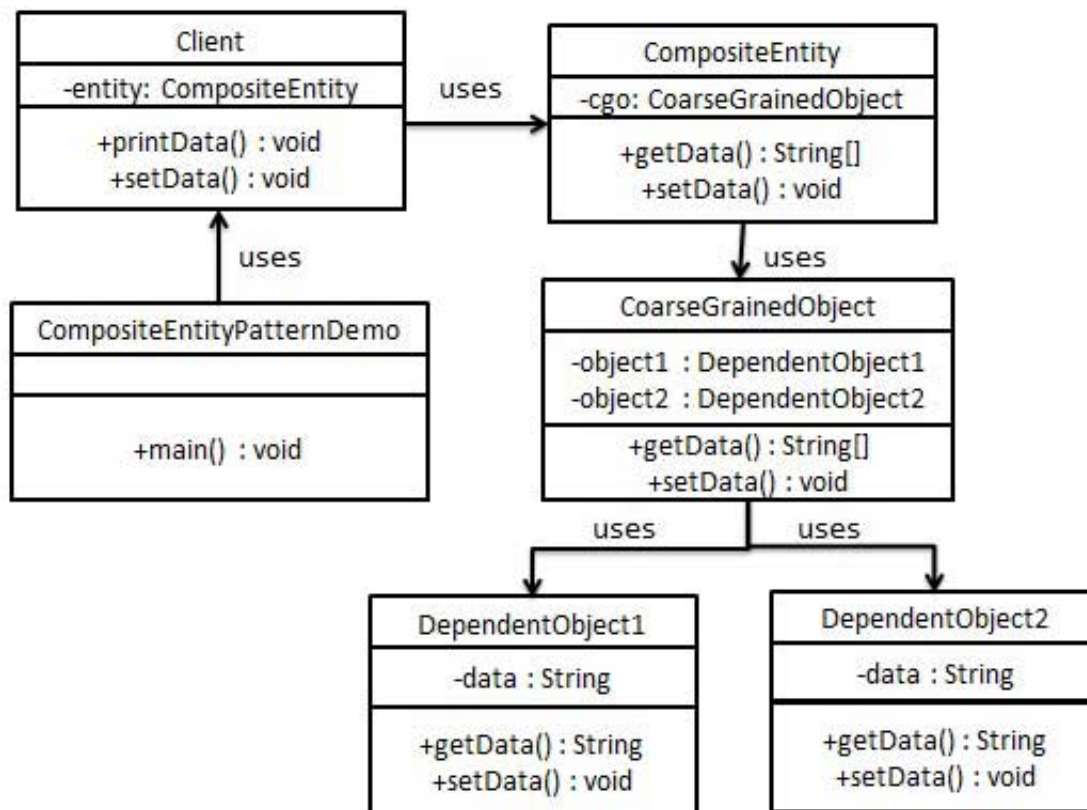 Client
-entity: CompositeEntity
+printData() : void
+setData() : void
uses
CompositeEntity
-cgo: CoarseGrainedObject
+getData() : String[]
+setData() : void
uses
uses
CompositeEntityPatternDemo
+main() : void
CoarseGrainedObject
-object1 : DependentObject1
-object2 : DependentObject2
+getData() : String[]
+setData() : void
uses
uses
DependentObject1
-data : String
+getData() : String
+setData() : void
DependentObject2
-data : String
+getData() : String
+setData() : void